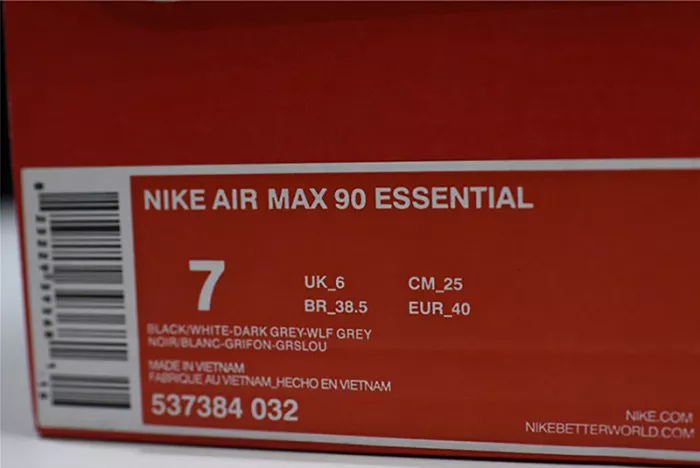 NIKE AIR MAX 90 ESSENTIAL
7
UK_6 CM_25
BR_38.5 EUR_40
BLACK/WHITE-DARK GREY-WLF GREY
NOIR/BLANC-GRIFON-GRSLOU
MADE IN VIETNAM
FABRIQUE AU VIETNAM_HECHO EN VIETNAM
537384 032
NIKE.COM
NIKEBETTERWORLD.COM